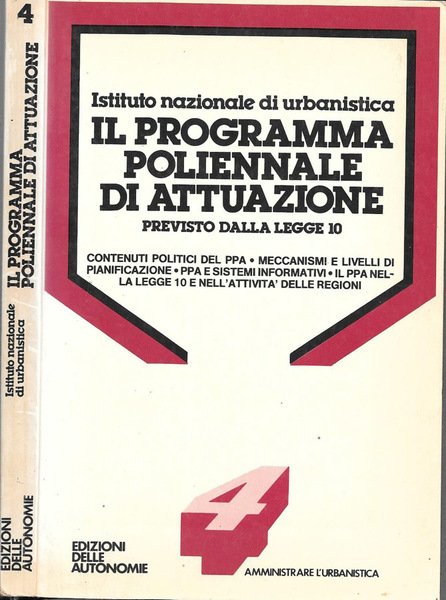 4
IL PROGRAMMA
POLIENNALE DI ATTUAZIONE
Istituto nazionale
di urbanistica
EDIZIONI
DELLE
AUTONOMIE
Istituto nazionale di urbanistica
IL PROGRAMMA
POLIENNALE
DI ATTUAZIONE
PREVISTO DALLA LEGGE 10
CONTENUTI POLITICI DEL PPA • MECCANISMI E LIVELLI DI
PIANIFICAZIONE • PPA E SISTEMI INFORMATIVI • IL PPA NEL-
LA LEGGE 10 E NELL'ATTIVITA' DELLE REGIONI
4
EDIZIONI
DELLE
AUTONOMIE
AMMINISTRARE L'URBANISTICA